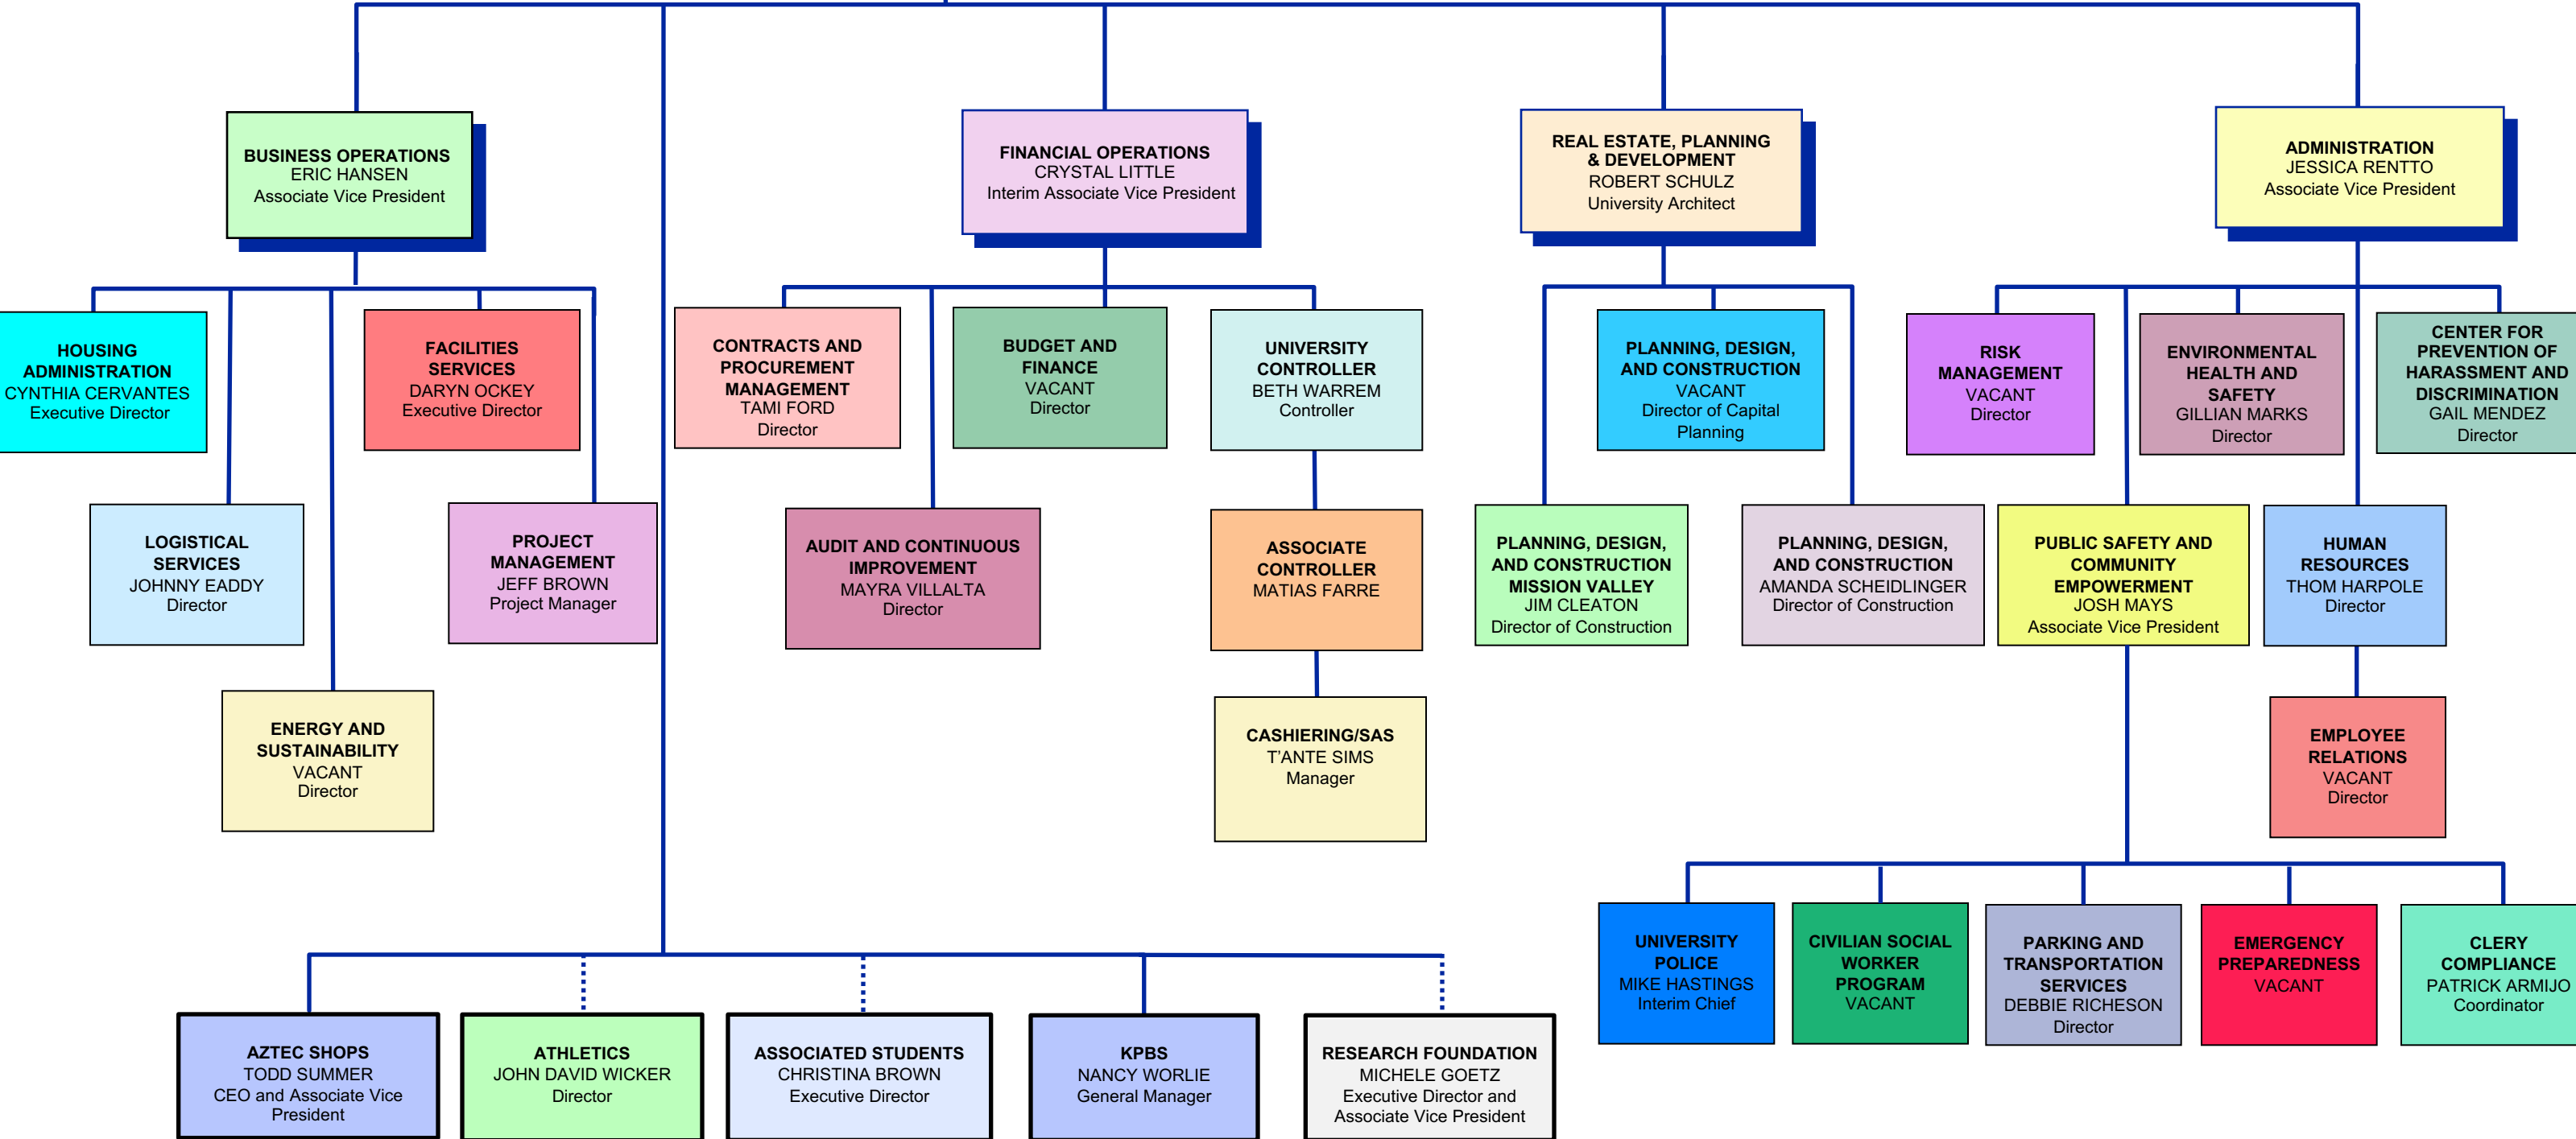 BUSINESS OPERATIONS
ERIC HANSEN
Associate Vice President
FINANCIAL OPERATIONS
CRYSTAL LITTLE
Interim Associate Vice President
REAL ESTATE, PLANNING
& DEVELOPMENT
ROBERT SCHULZ
University Architect
ADMINISTRATION
JESSICA RENTTO
Associate Vice President
HOUSING
ADMINISTRATION
CYNTHIA CERVANTES
Executive Director
FACILITIES
SERVICES
DARYN OCKEY
Executive Director
CONTRACTS AND
PROCUREMENT
MANAGEMENT
TAMI FORD
Director
BUDGET AND
FINANCE
VACANT
Director
UNIVERSITY
CONTROLLER
BETH WARREM
Controller
PLANNING, DESIGN,
AND CONSTRUCTION
VACANT
Director of Capital
Planning
RISK
MANAGEMENT
VACANT
Director
ENVIRONMENTAL
HEALTH AND
SAFETY
GILLIAN MARKS
Director
CENTER FOR
PREVENTION OF
HARASSMENT AND
DISCRIMINATION
GAIL MENDEZ
Director
LOGISTICAL
SERVICES
JOHNNY EADDY
Director
PROJECT
MANAGEMENT
JEFF BROWN
Project Manager
AUDIT AND CONTINUOUS
IMPROVEMENT
MAYRA VILLALTA
Director
ASSOCIATE
CONTROLLER
MATIAS FARRE
PLANNING, DESIGN,
AND CONSTRUCTION
MISSION VALLEY
JIM CLEATON
Director of Construction
PLANNING, DESIGN,
AND CONSTRUCTION
AMANDA SCHEIDLINGER
Director of Construction
PUBLIC SAFETY AND
COMMUNITY
EMPOWERMENT
JOSH MAYS
Associate Vice President
HUMAN
RESOURCES
THOM HARPOLE
Director
ENERGY AND
SUSTAINABILITY
VACANT
Director
CASHIERING/SAS
T’ANTE SIMS
Manager
EMPLOYEE
RELATIONS
VACANT
Director
UNIVERSITY
POLICE
MIKE HASTINGS
Interim Chief
CIVILIAN SOCIAL
WORKER
PROGRAM
VACANT
PARKING AND
TRANSPORTATION
SERVICES
DEBBIE RICHESON
Director
EMERGENCY
PREPAREDNESS
VACANT
CLERY
COMPLIANCE
PATRICK ARMIJO
Coordinator
AZTEC SHOPS
TODD SUMMER
CEO and Associate Vice
President
ATHLETICS
JOHN DAVID WICKER
Director
ASSOCIATED STUDENTS
CHRISTINA BROWN
Executive Director
KPBS
NANCY WORLIE
General Manager
RESEARCH FOUNDATION
MICHELE GOETZ
Executive Director and
Associate Vice President